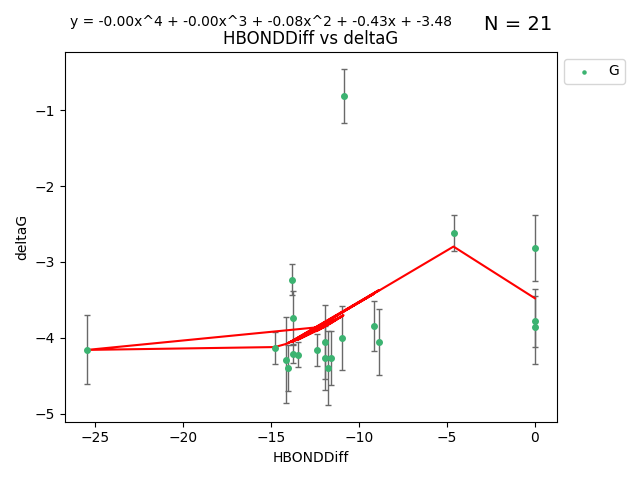 y = -0.00x^4 + -0.00x^3 + -0.08x^2 + -0.43x + -3.48
N = 21
HBONDDiff vs deltaG
G
−1
−2
−3
−4
−5
deltaG
−25
−20
−15
−10
−5
0
HBONDDiff